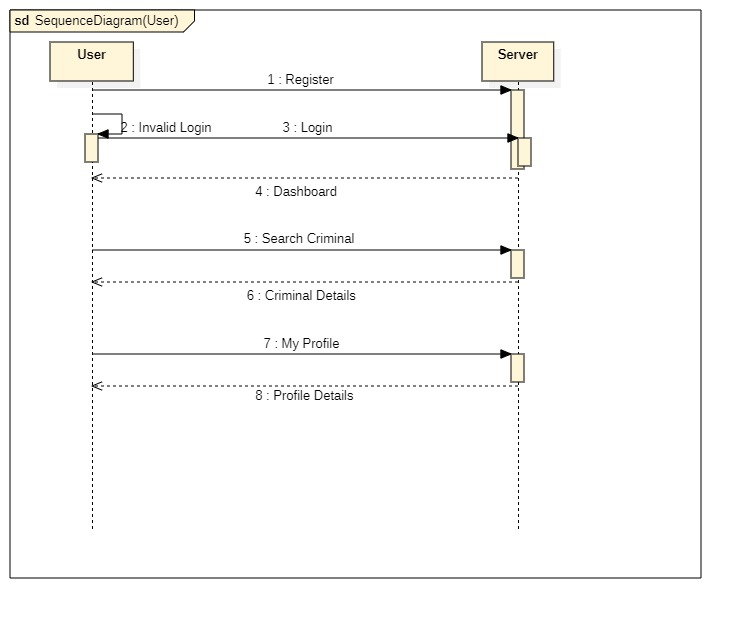 sd SequenceDiagram(User)
User
Server
1 : Register
2 : Invalid Login
3 : Login
4 : Dashboard
5 : Search Criminal
6 : Criminal Details
7 : My Profile
8 : Profile Details